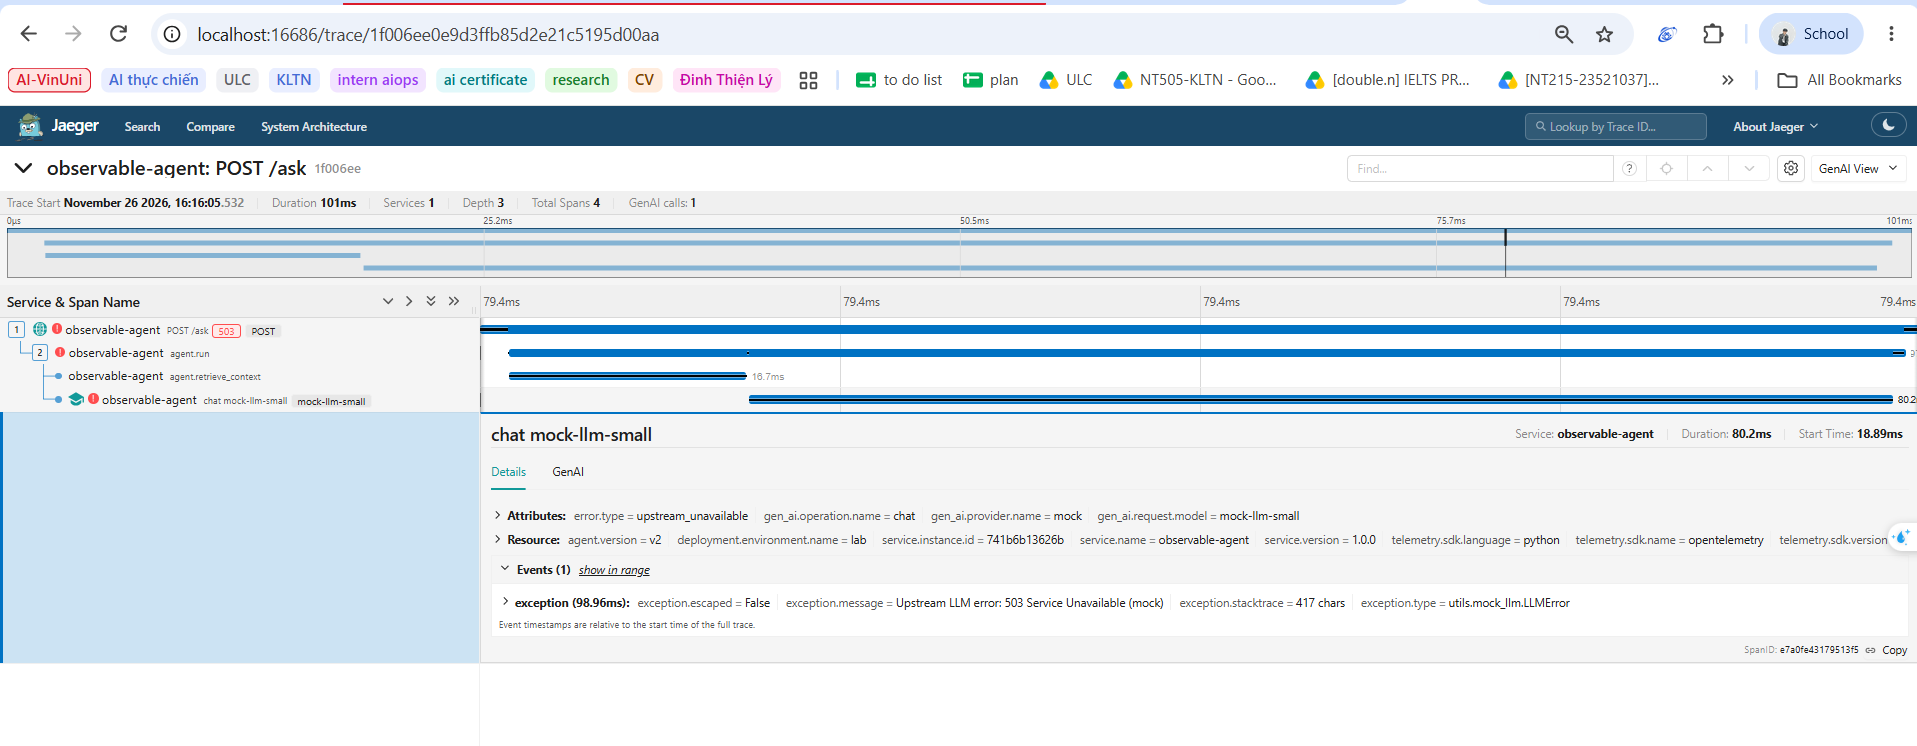 localhost:16686/trace/1f006ee0e9d3ffb85d2e21c5195d00aa
School
AI-VinUni AI thực chiến ULC KLTN intern aiops ai certificate research CV Đinh Thiện Lý to do list plan ULC NT505-KLTN - Goo... [double.n] IELTS PR... [NT215-23521037]... All Bookmarks
Jaeger Search Compare System Architecture Lookup by Trace ID... About Jaeger
observable-agent: POST /ask 1f006ee Find... ? GenAI View
Trace Start November 26 2026, 16:16:05.532 Duration 101ms Services 1 Depth 3 Total Spans 4 GenAI calls: 1
0μs 25.2ms 50.5ms 75.7ms 101ms
Service & Span Name 79.4ms 79.4ms 79.4ms 79.4ms 79.4ms
1 observable-agent POST /ask 503 POST
2 observable-agent agent.run
observable-agent agent.retrieve_context 16.7ms
observable-agent chat mock-llm-small mock-llm-small
chat mock-llm-small Service: observable-agent Duration: 80.2ms Start Time: 18.89ms
Details GenAI
Attributes: error.type = upstream_unavailable gen_ai.operation.name = chat gen_ai.provider.name = mock gen_ai.request.model = mock-llm-small
Resource: agent.version = v2 deployment.environment.name = lab service.instance.id = 741b6b13626b service.name = observable-agent service.version = 1.0.0 telemetry.sdk.language = python telemetry.sdk.name = opentelemetry telemetry.sdk.version
Events (1) show in range
exception (98.96ms): exception.escaped = False exception.message = Upstream LLM error: 503 Service Unavailable (mock) exception.stacktrace = 417 chars exception.type = utils.mock_llm.LLMError
Event timestamps are relative to the start time of the full trace.
SpanID: e7a0fe43179513f5 Copy